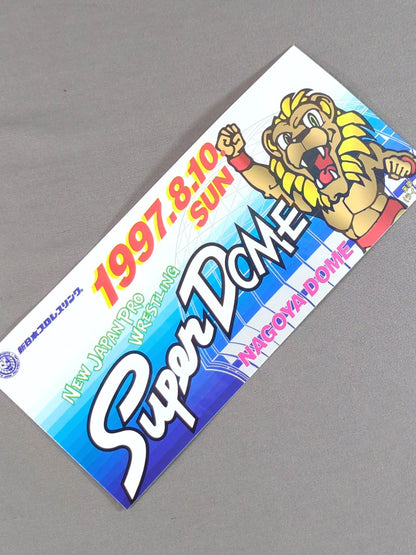 1997.8.10.
SUN
新日本プロレスリング
NEW JAPAN PRO
WRESTLING
Super DOME
NAGOYA DOME